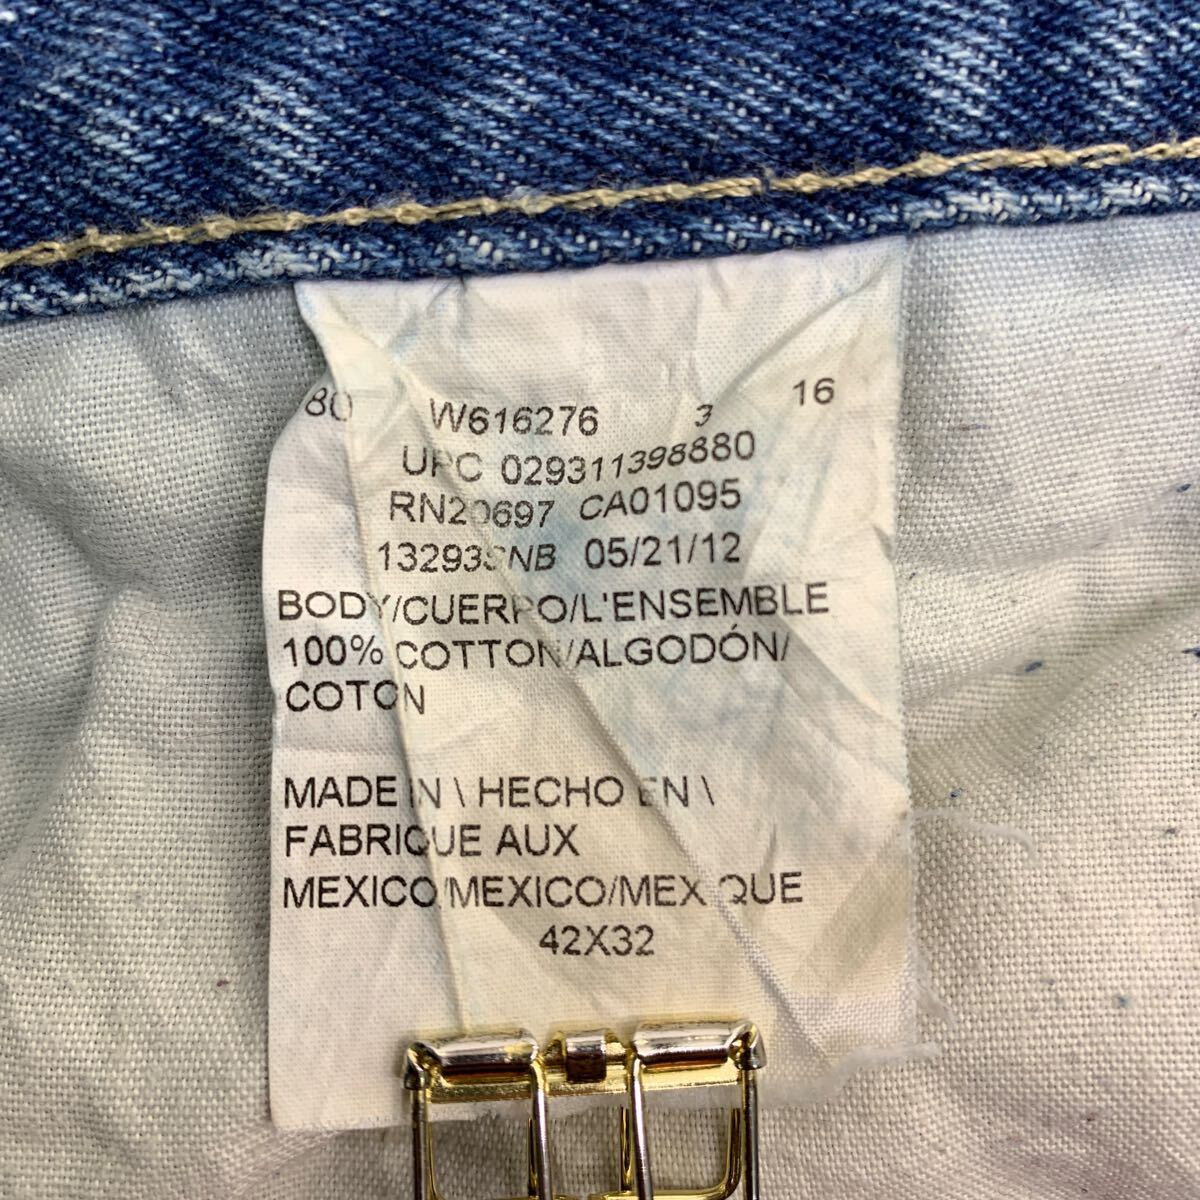 80 W616276 3 16
UPC 029311398880
RN20697 CA01095
13293SNB 05/21/12
BODY/CUERPO/L'ENSEMBLE
100% COTTON/ALGODÓN/
COTON
MADE IN \ HECHO EN \
FABRIQUE AUX
MEXICO/MEXICO/MEXIQUE
42X32